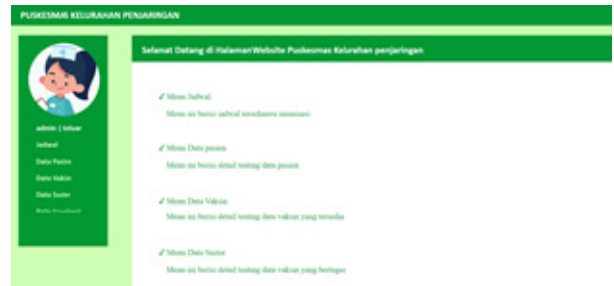 PUSKESMAS KELURAHAN PENJARINGAN
Selamat Datang di HalamanWebsite Puskesmas Kelurahan penjaringan
admin | keluar
Jadwal
Data Pasien
Data Vaksin
Data Suster
✓ Menu Jadwal
Menu ini berisi jadwal tersedianya imunisasi
✓ Menu Data pasien
Menu ini berisi detail tentang data pasien
✓ Menu Data Vaksin
Menu ini berisi detail tentang data vaksin yang tersedia
✓ Menu Data Suster
Menu ini berisi detail tentang data vaksin yang bertugas